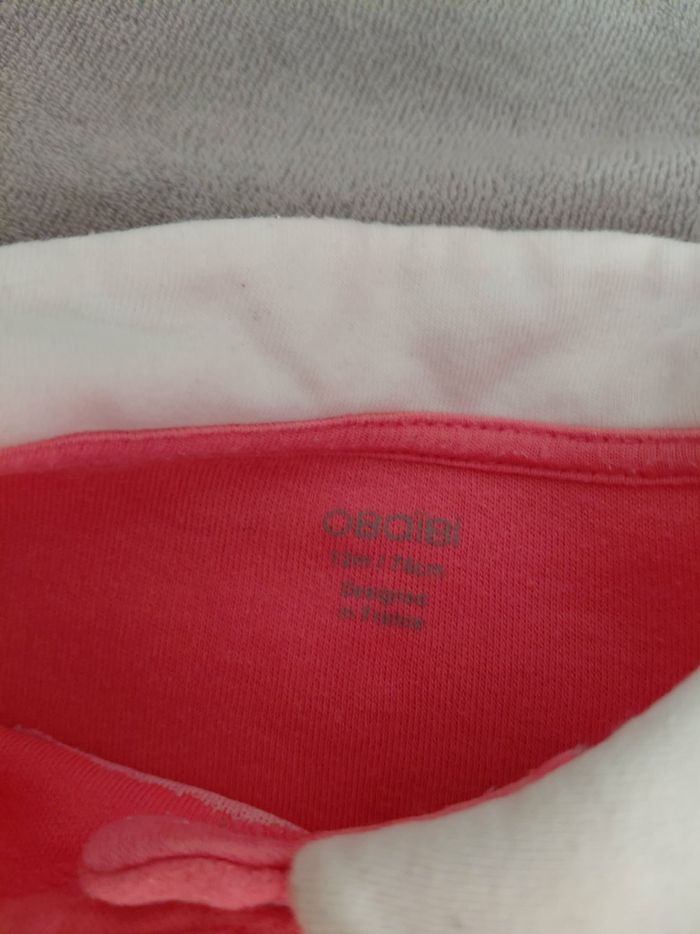 OBaiBi
12m / 74cm
Designed
in France